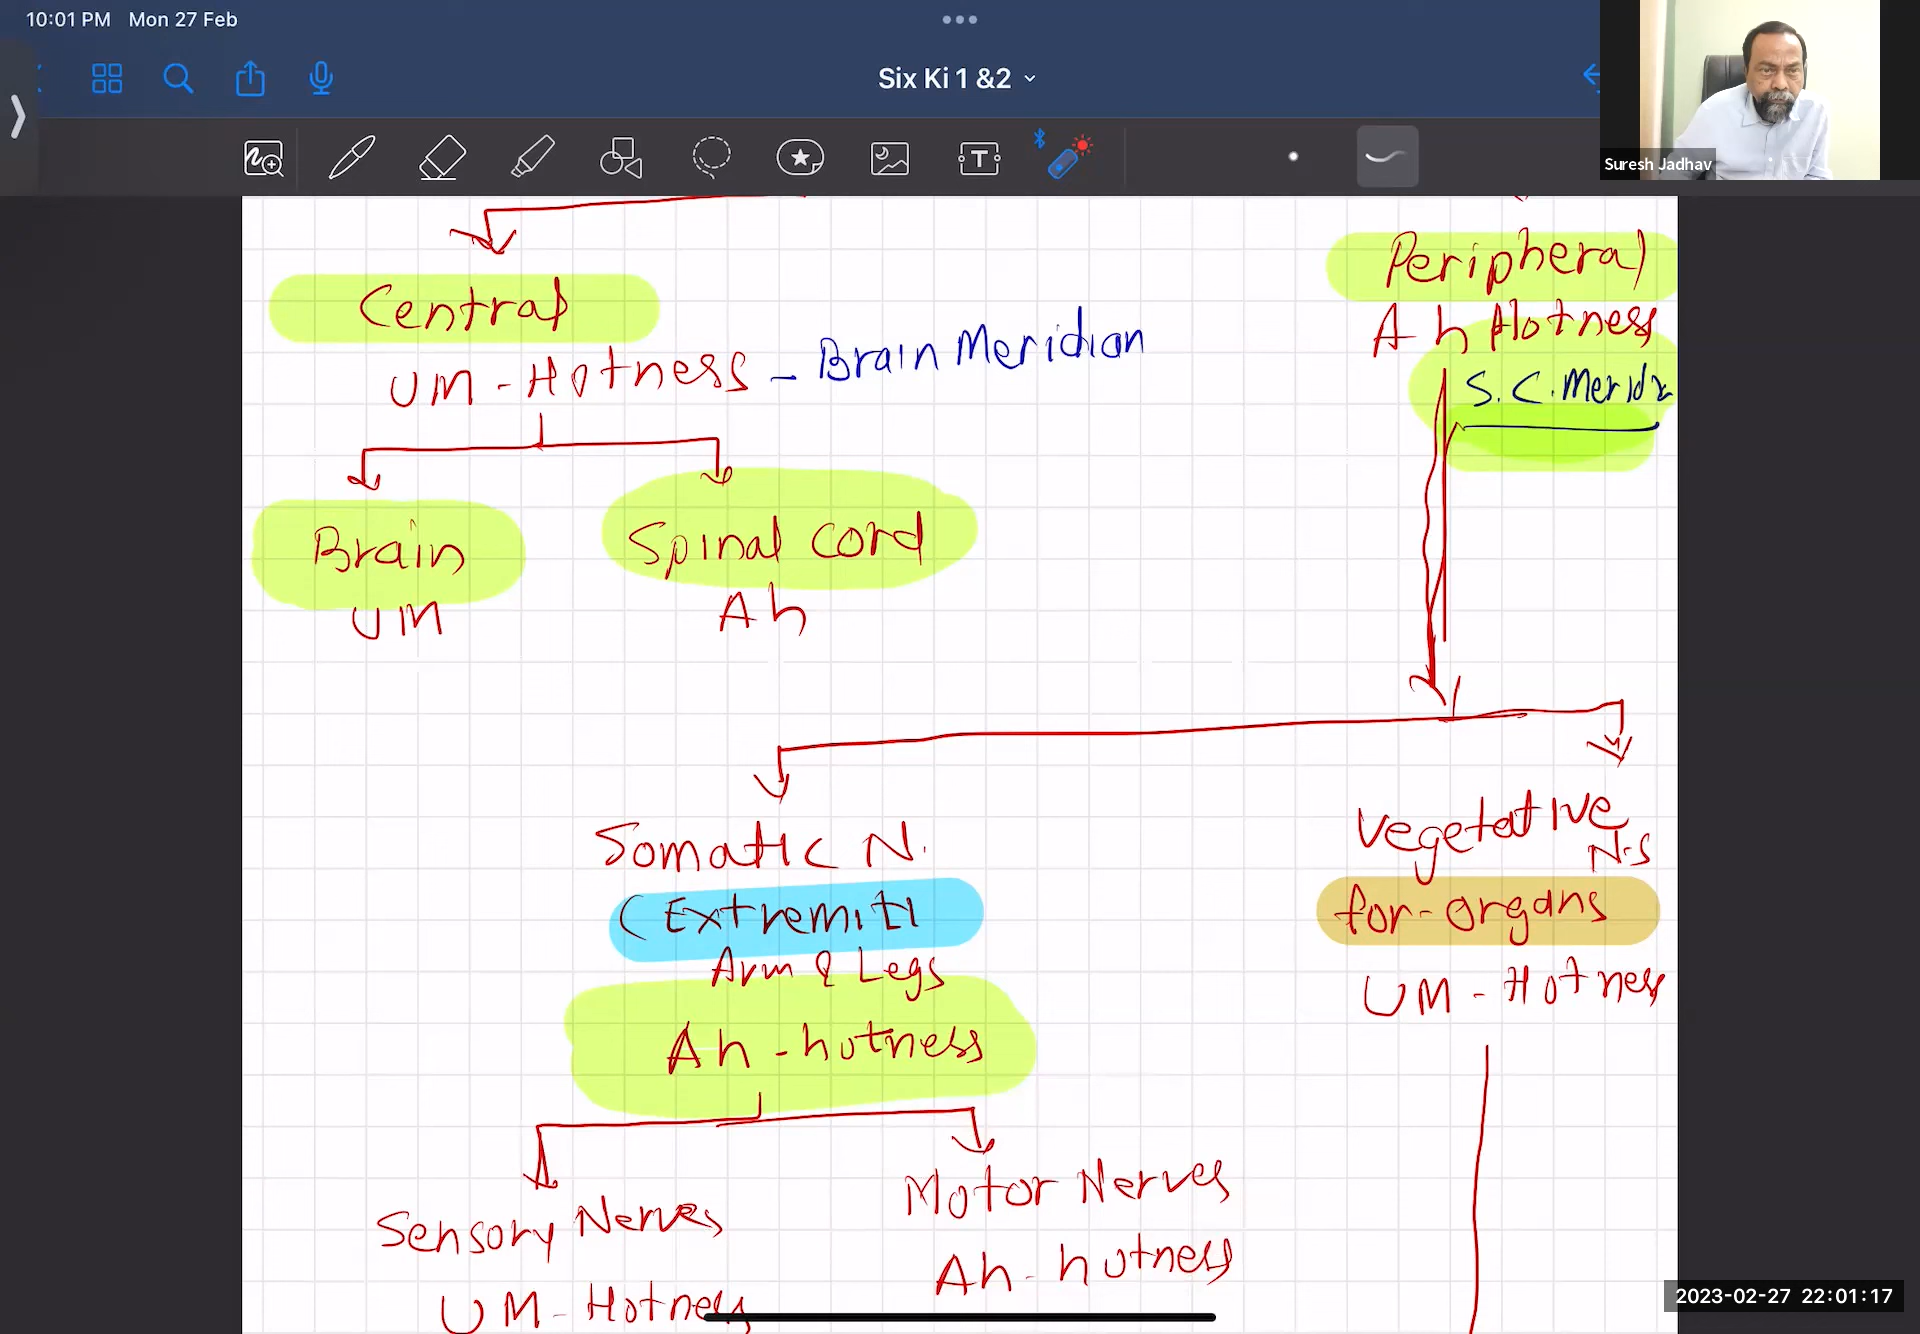 10:01 PM Mon 27 Feb
Six Ki 1 &2
T
Suresh Jadhav
Central
UM - Hotness - Brain Meridian
Brain
UM
Spinal cord
Ah
Peripheral
Ah Hotness
S. C. Merid
Somatic N.
(Extremiti
Arm & Legs
Ah - hotness
Vegetative
N.S
for-organs
UM - Hotness
Sensory Nerves
UM - Hotness
Motor Nerves
Ah - hotness
2023-02-27 22:01:17